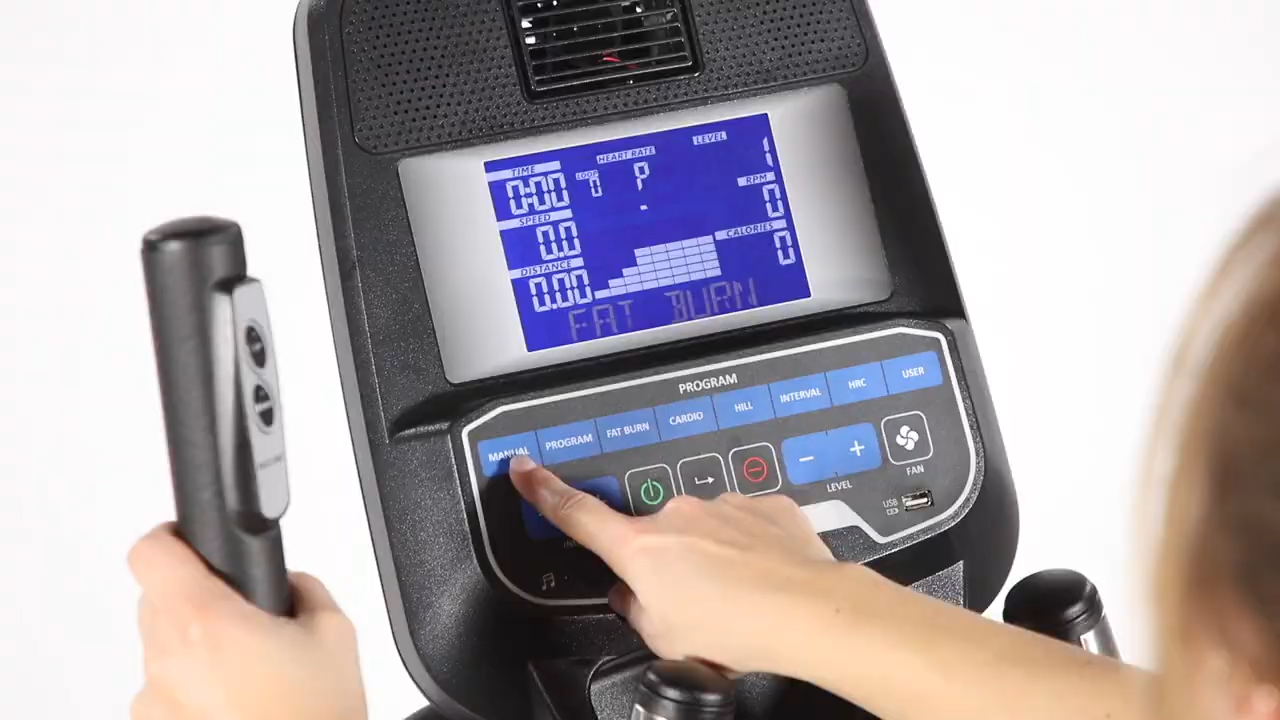 HEART RATE
LEVEL
TIME
LOOP
0:00
0
P
1
SPEED
RPM
0.0
0
DISTANCE
CALORIES
0.00
0
FAT BURN
PROGRAM
MANUAL PROGRAM FAT BURN CARDIO HILL INTERVAL HRC USER
− +
LEVEL
FAN
USB